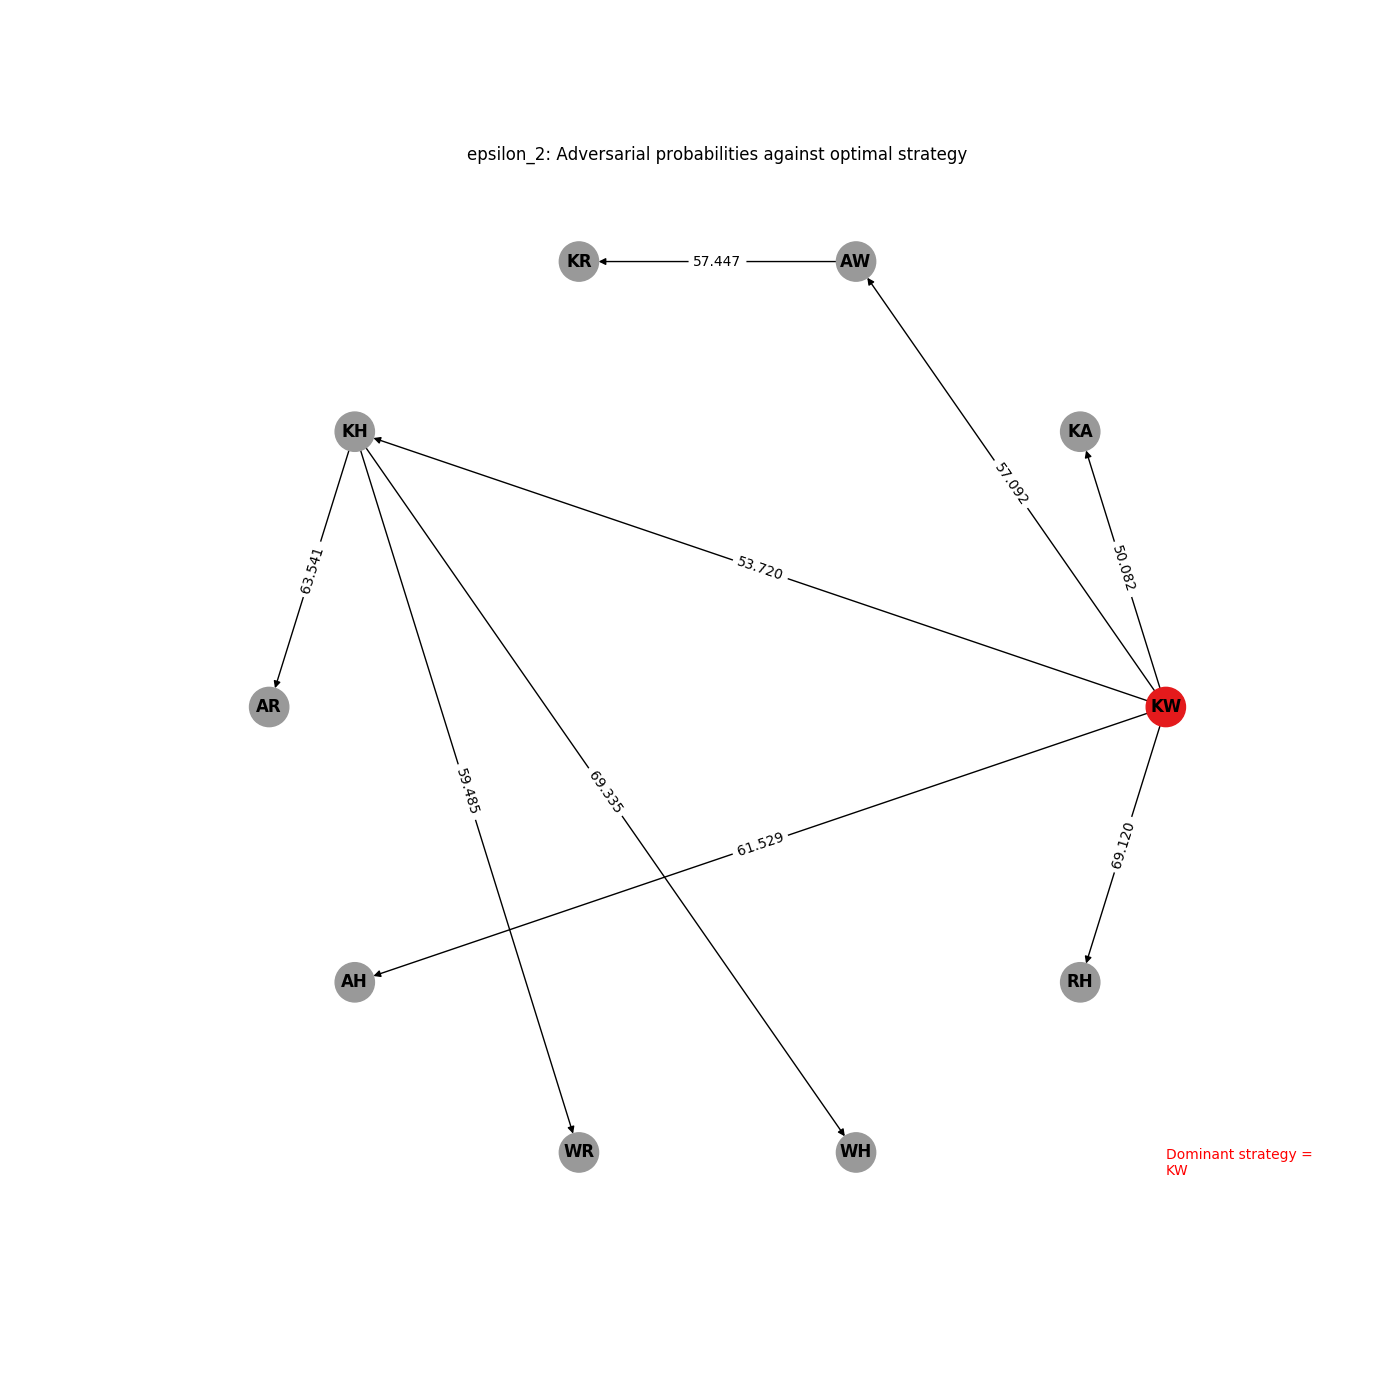 epsilon_2: Adversarial probabilities against optimal strategy
KR
57.447
AW
KH
KA
57.092
53.720
50.082
63.541
AR
KW
59.485
69.335
61.529
69.120
AH
RH
WR
WH
Dominant strategy =
KW